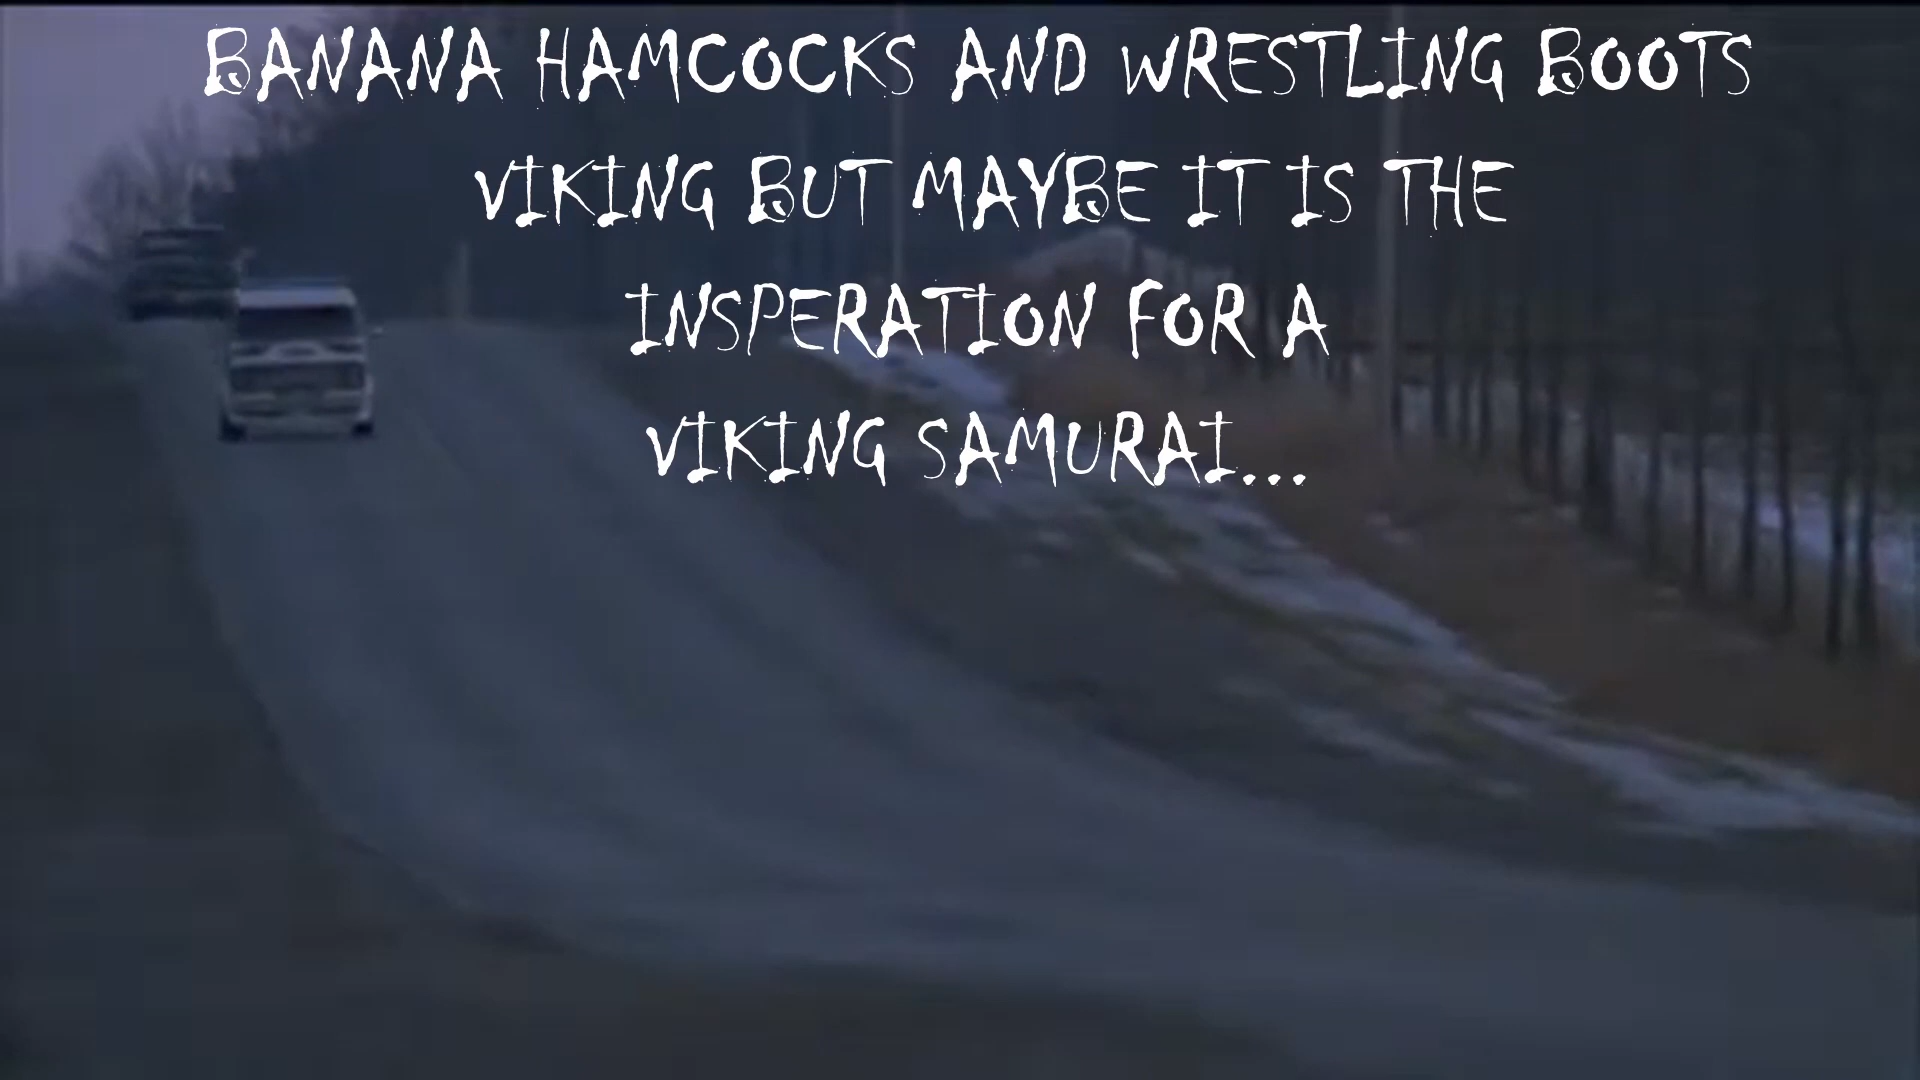 BANANA HAMCOCKS AND WRESTLING BOOTS
VIKING BUT MAYBE IT IS THE
INSPERATION FOR A
VIKING SAMURAI...